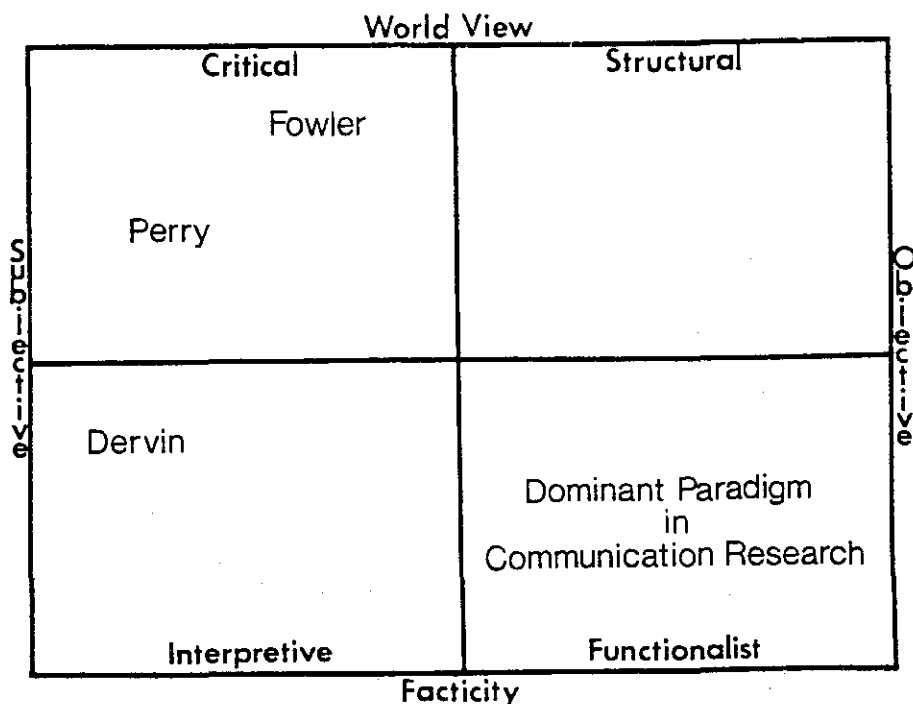 World View
Critical
Structural
Fowler
Perry
Subjective
Objective
Dervin
Dominant Paradigm
in
Communication Research
Interpretive
Functionalist
Facticity